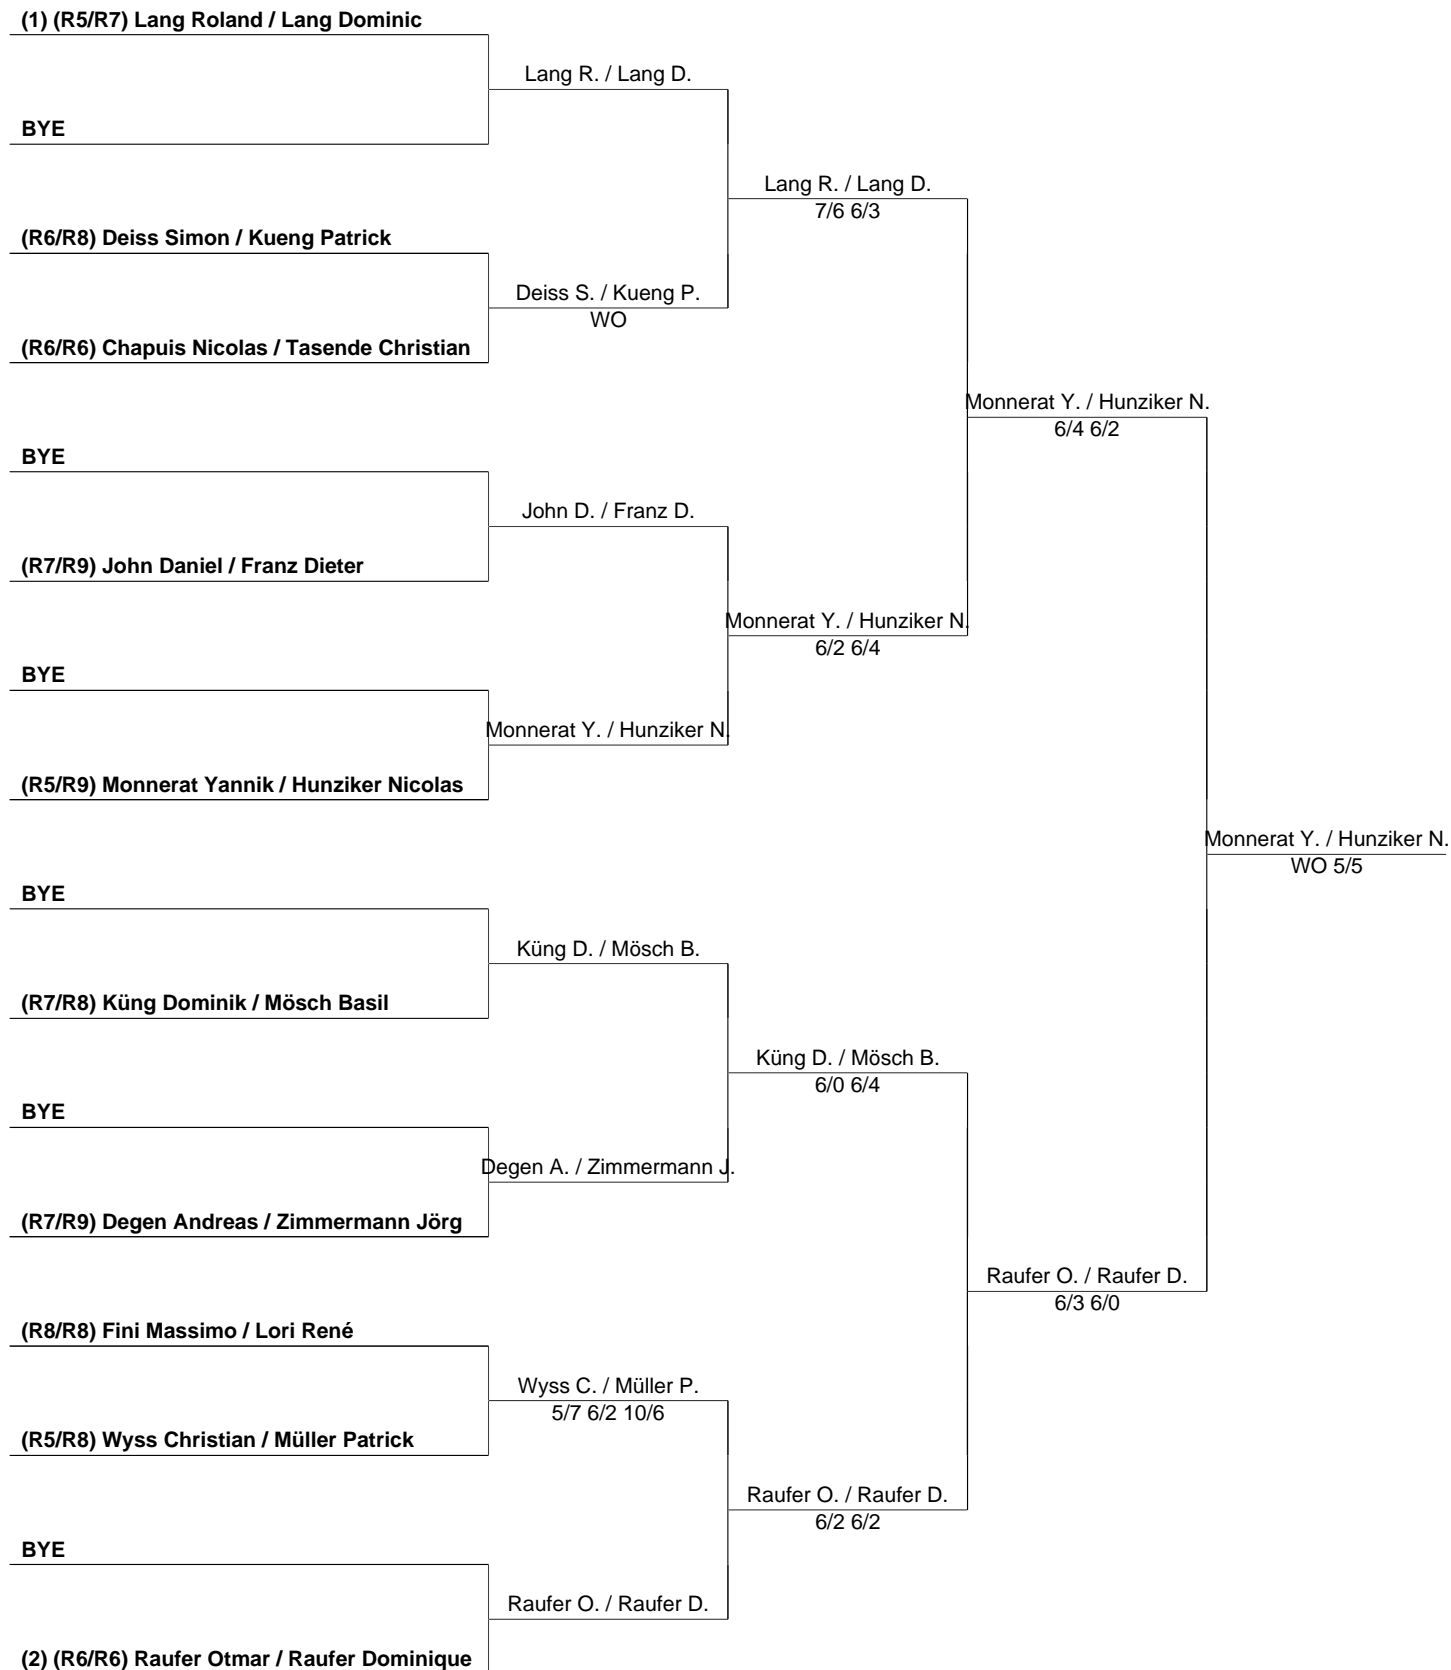 (1) (R5/R7) Lang Roland / Lang Dominic
Lang R. / Lang D.
BYE
Lang R. / Lang D.
7/6 6/3
(R6/R8) Deiss Simon / Kueng Patrick
Deiss S. / Kueng P.
WO
(R6/R6) Chapuis Nicolas / Tasende Christian
Monnerat Y. / Hunziker N.
6/4 6/2
BYE
John D. / Franz D.
(R7/R9) John Daniel / Franz Dieter
Monnerat Y. / Hunziker N.
6/2 6/4
BYE
Monnerat Y. / Hunziker N.
(R5/R9) Monnerat Yannik / Hunziker Nicolas
Monnerat Y. / Hunziker N.
WO 5/5
BYE
Küng D. / Mösch B.
(R7/R8) Küng Dominik / Mösch Basil
Küng D. / Mösch B.
6/0 6/4
BYE
Degen A. / Zimmermann J.
(R7/R9) Degen Andreas / Zimmermann Jörg
Raufer O. / Raufer D.
6/3 6/0
(R8/R8) Fini Massimo / Lori René
Wyss C. / Müller P.
5/7 6/2 10/6
(R5/R8) Wyss Christian / Müller Patrick
Raufer O. / Raufer D.
6/2 6/2
BYE
Raufer O. / Raufer D.
(2) (R6/R6) Raufer Otmar / Raufer Dominique